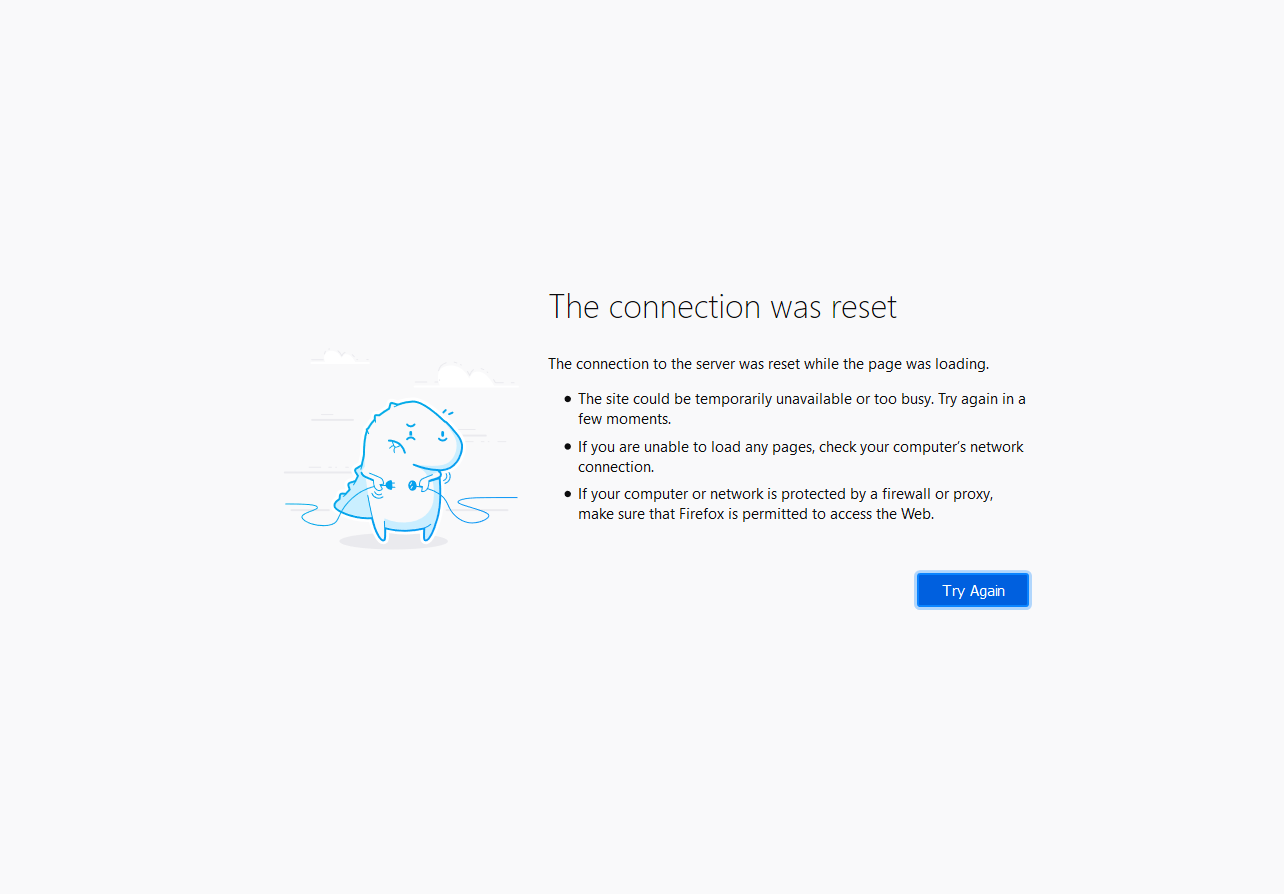 The connection was reset
The connection to the server was reset while the page was loading.
● The site could be temporarily unavailable or too busy. Try again in a
few moments.
● If you are unable to load any pages, check your computer’s network
connection.
● If your computer or network is protected by a firewall or proxy,
make sure that Firefox is permitted to access the Web.
Try Again